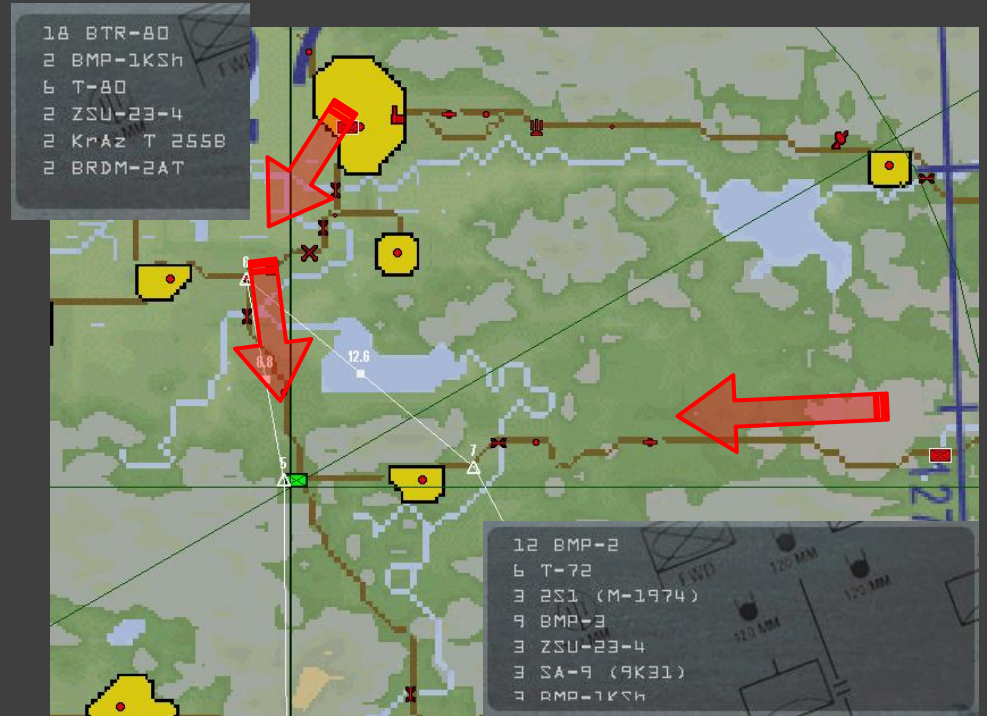 18 BTR-80
2 BMP-1KSh
6 T-80
2 ZSU-23-4
2 KrAz T 255B
2 BRDM-2AT
FWD
6
8.8
12.6
7
5
127
12 BMP-2
6 T-72
3 2S1 (M-1974)
9 BMP-3
3 ZSU-23-4
3 SA-9 (9K31)
3 BMP-1KSh
FWD
120 MM
120 MM
120 MM